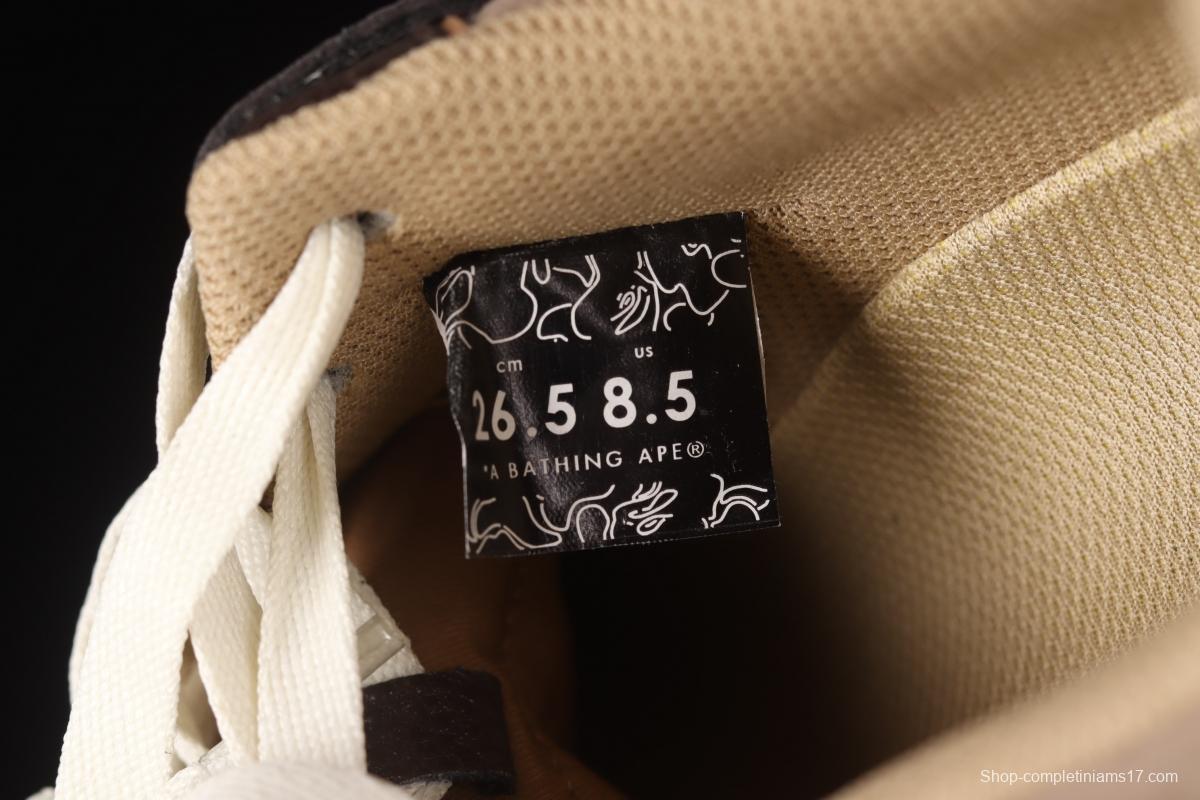 cm US
26.5 8.5
"A BATHING APE®
Shop-completiniams17.com